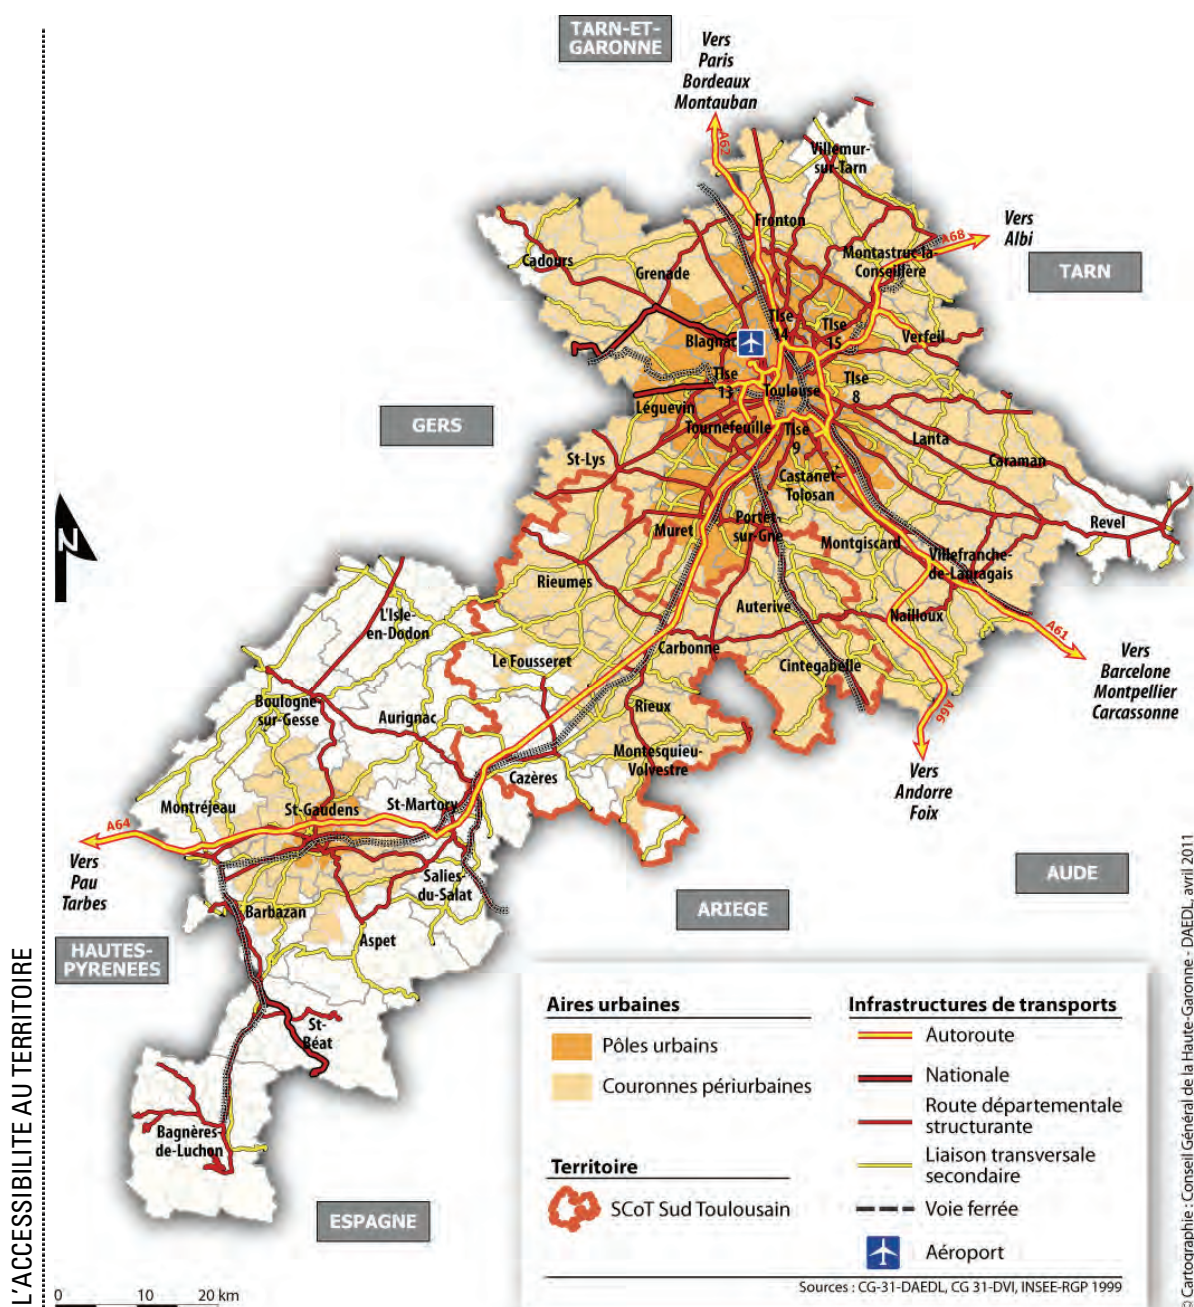 TARN-ET-
GARONNE
Vers
Paris
Bordeaux
Montauban
A62
Villemur-
sur-Tarn
Fronton
A68
Vers
Albi
Montastruc-la-
Conseillère
TARN
Cadours
Grenade
Tlse
14
Tlse
15
Verfeil
Blagnac
Tlse
13
Toulouse
Tlse
8
Léguevin
GERS
Tournefeuille
Tlse
9
Lanta
St-Lys
Caraman
Castanet-
Tolosan
Revel
Muret
Portet-
sur-Gne
Montgiscard
Villefranche-
de-Lauragais
N
Rieumes
L'Isle-
en-Dodon
Auterive
Nailloux
A61
Carbonne
Le Fousseret
Cintegabelle
Vers
Barcelone
Montpellier
Carcassonne
Boulogne-
sur-Gesse
Aurignac
Rieux
A66
Montesquieu-
Volvestre
Cazères
Vers
Andorre
Foix
Montréjeau
St-Gaudens
St-Martory
A64
Vers
Pau
Tarbes
Salies-
du-Salat
AUDE
ARIEGE
Barbazan
Aspet
HAUTES-
PYRENEES
St-
Béat
Bagnères-
de-Luchon
ESPAGNE
Aires urbaines
Pôles urbains
Couronnes périurbaines
Territoire
SCoT Sud Toulousain
Infrastructures de transports
Autoroute
Nationale
Route départementale
structurante
Liaison transversale
secondaire
Voie ferrée
Aéroport
Sources : CG-31-DAEDL, CG 31-DVI, INSEE-RGP 1999
0 10 20 km
L'ACCESSIBILITE AU TERRITOIRE
© Cartographie : Conseil Général de la Haute-Garonne - DAEDL, avril 2011